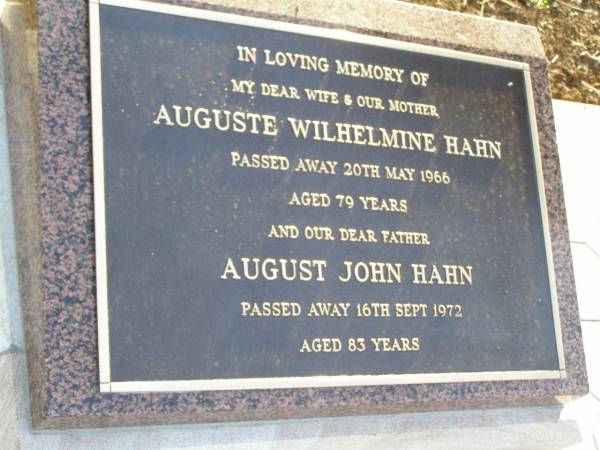 IN LOVING MEMORY OF
MY DEAR WIFE & OUR MOTHER
AUGUSTE WILHELMINE HAHN
PASSED AWAY 20TH MAY 1966
AGED 79 YEARS
AND OUR DEAR FATHER
AUGUST JOHN HAHN
PASSED AWAY 16TH SEPT 1972
AGED 83 YEARS